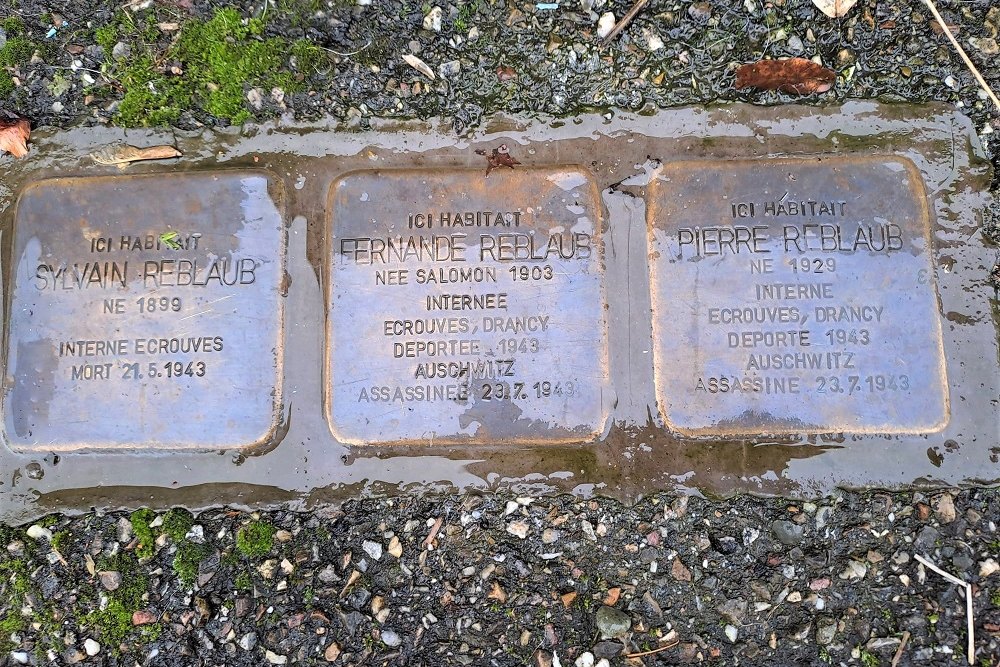 ICI HABITAIT
SYLVAIN REBLAUB
NE 1899
INTERNE ECROUVES
MORT 21.5.1943
ICI HABITAIT
FERNANDE REBLAUB
NEE SALOMON 1903
INTERNEE
ECROUVES, DRANCY
DEPORTEE 1943
AUSCHWITZ
ASSASSINEE 23.7.1943
ICI HABITAIT
PIERRE REBLAUB
NE 1929
INTERNE
ECROUVES, DRANCY
DEPORTE 1943
AUSCHWITZ
ASSASSINE 23.7.1943